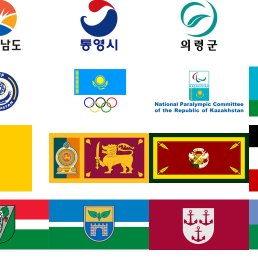 남도
통영시
의령군
National Paralympic Committee
of the Republic of Kazakhstan